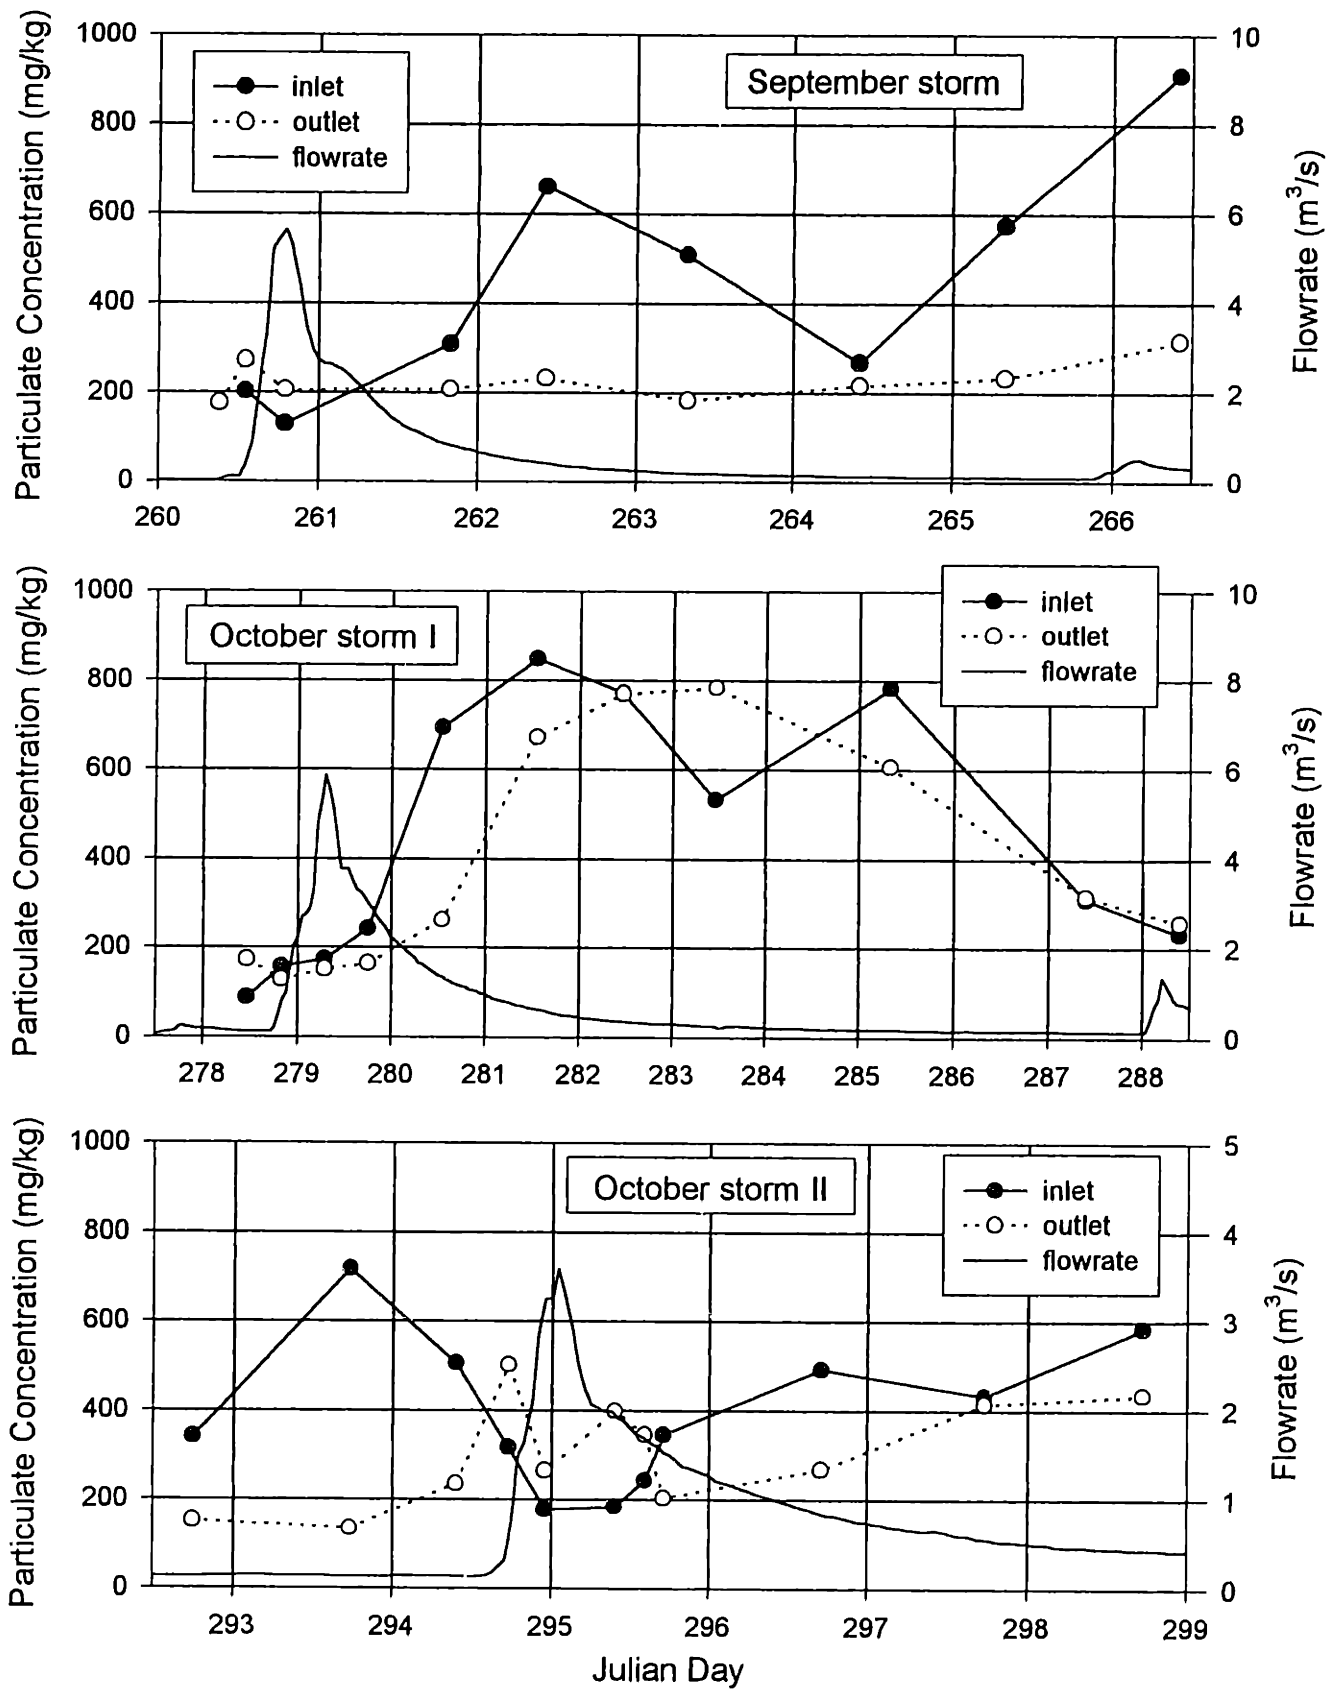 Particulate Concentration (mg/kg)
1000
800
600
400
200
0
inlet
outlet
flowrate
September storm
10
8
6
4
2
0
Flowrate (m³/s)
260 261 262 263 264 265 266
Particulate Concentration (mg/kg)
1000
800
600
400
200
0
October storm I
inlet
outlet
flowrate
10
8
6
4
2
0
Flowrate (m³/s)
278 279 280 281 282 283 284 285 286 287 288
Particulate Concentration (mg/kg)
1000
800
600
400
200
0
October storm II
inlet
outlet
flowrate
5
4
3
2
1
0
Flowrate (m³/s)
293 294 295 296 297 298 299
Julian Day